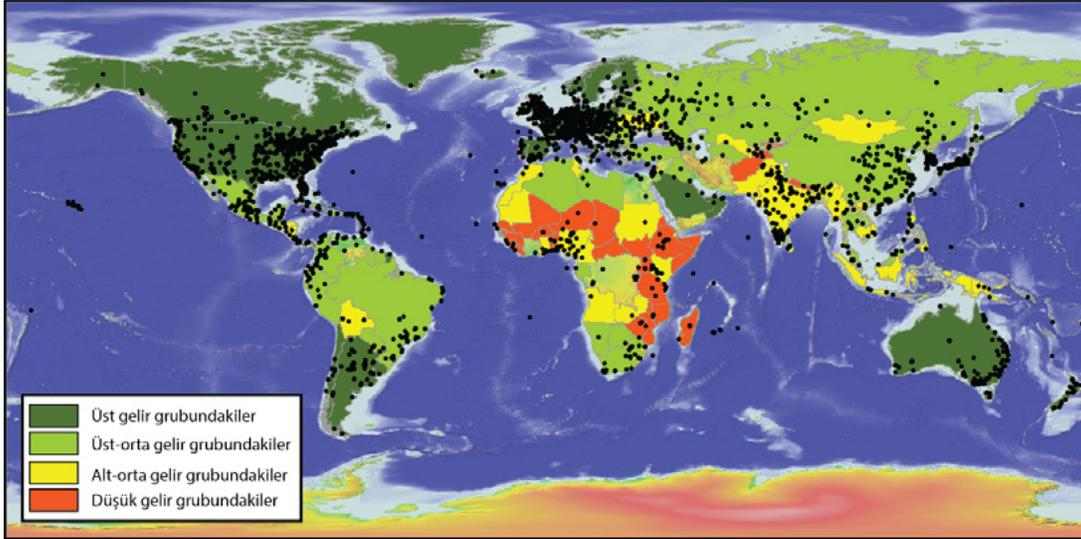 Üst gelir grubundakiler
Üst-orta gelir grubundakiler
Alt-orta gelir grubundakiler
Düşük gelir grubundakiler